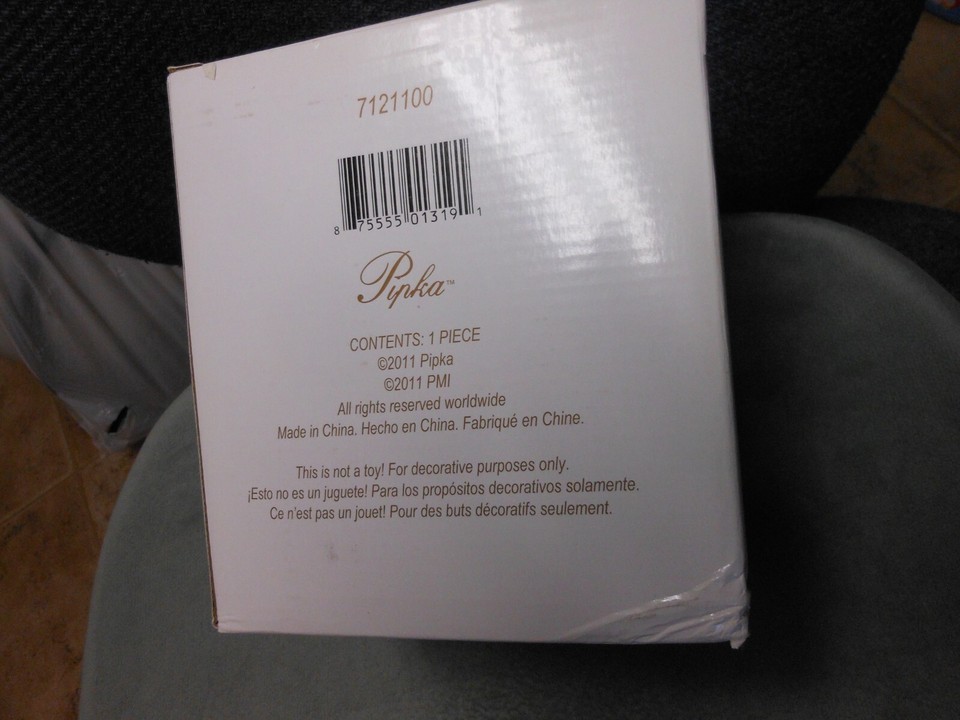 7121100
8 75555 01319 1
Pipka™
CONTENTS: 1 PIECE
©2011 Pipka
©2011 PMI
All rights reserved worldwide
Made in China. Hecho en China. Fabriqué en Chine.
This is not a toy! For decorative purposes only.
¡Esto no es un juguete! Para los propósitos decorativos solamente.
Ce n'est pas un jouet! Pour des buts décoratifs seulement.